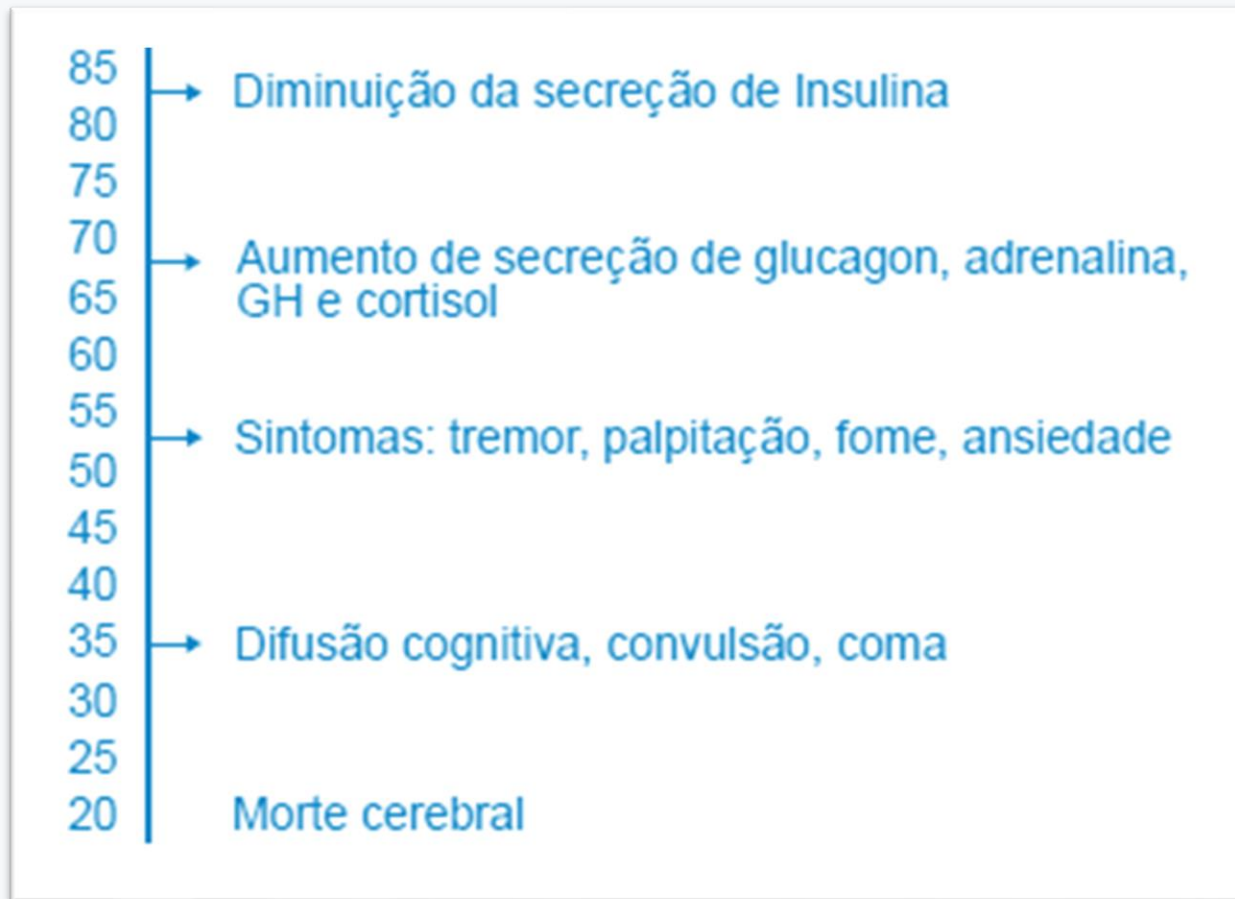 85
Diminuição da secreção de Insulina
80
75
70
Aumento de secreção de glucagon, adrenalina,
65
GH e cortisol
60
55
Sintomas: tremor, palpitação, fome, ansiedade
50
45
40
35
Difusão cognitiva, convulsão, coma
30
25
20
Morte cerebral